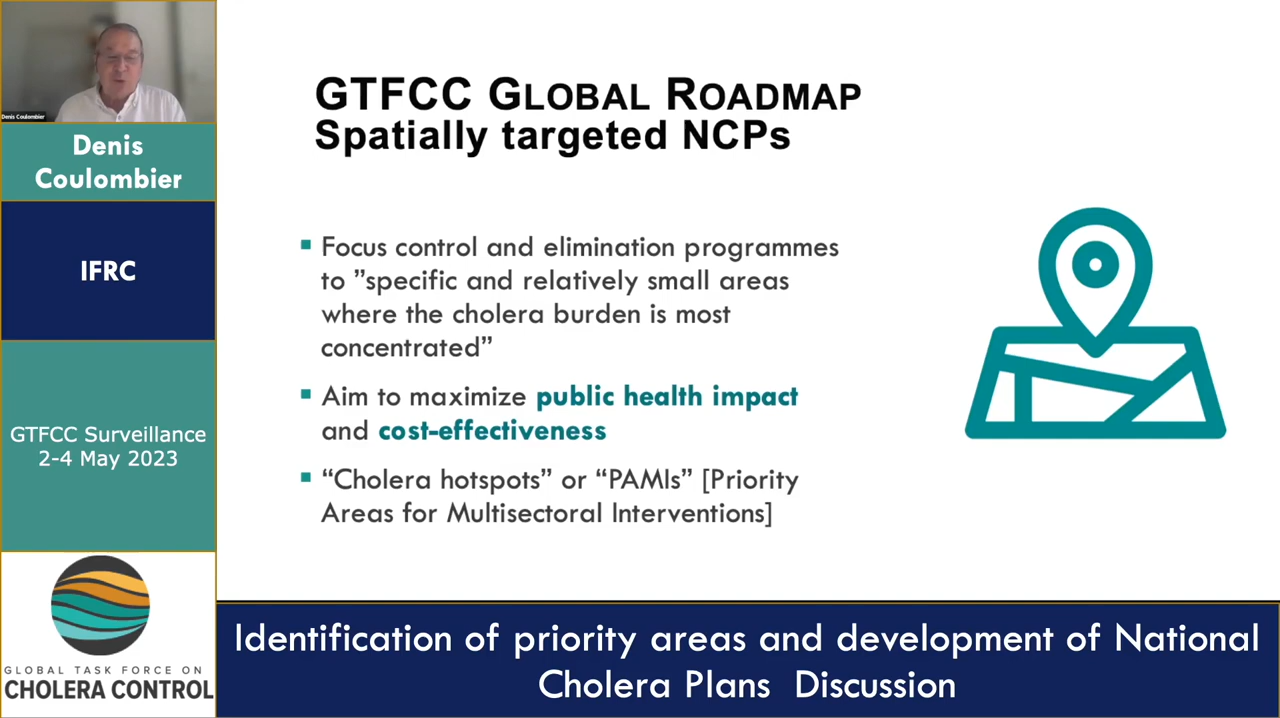 Denis Coulombier
Denis
Coulombier
IFRC
GTFCC Surveillance
2-4 May 2023
GLOBAL TASK FORCE ON
CHOLERA CONTROL
GTFCC GLOBAL ROADMAP
Spatially targeted NCPs
▪ Focus control and elimination programmes
to ”specific and relatively small areas
where the cholera burden is most
concentrated”
▪ Aim to maximize public health impact
and cost-effectiveness
▪ “Cholera hotspots” or “PAMIs” [Priority
Areas for Multisectoral Interventions]
Identification of priority areas and development of National
Cholera Plans  Discussion